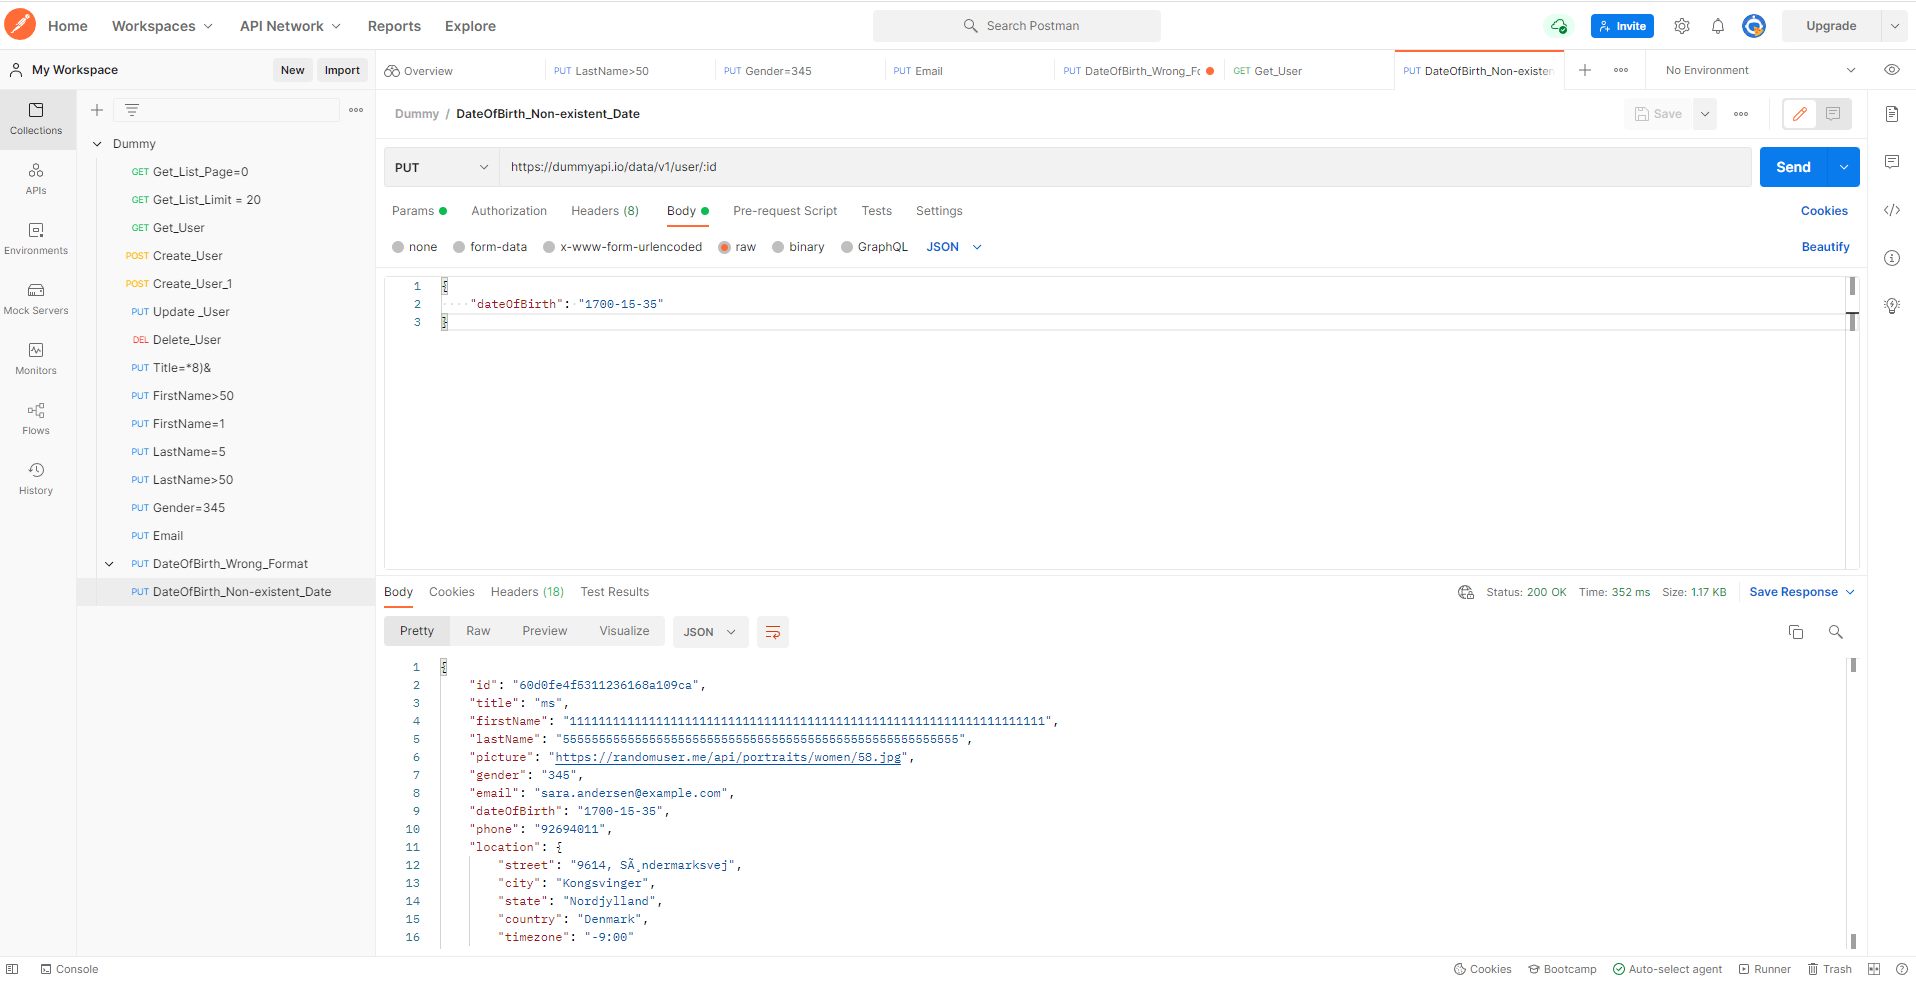 Home Workspaces API Network Reports Explore Search Postman Invite Upgrade
My Workspace New Import Overview PUT LastName>50 PUT Gender=345 PUT Email PUT DateOfBirth_Wrong_Fo GET Get_User PUT DateOfBirth_Non-existen No Environment
Collections
APIs
Environments
Mock Servers
Monitors
Flows
History
Dummy
GET Get_List_Page=0
GET Get_List_Limit = 20
GET Get_User
POST Create_User
POST Create_User_1
PUT Update _User
DEL Delete_User
PUT Title=*8)&
PUT FirstName>50
PUT FirstName=1
PUT LastName=5
PUT LastName>50
PUT Gender=345
PUT Email
PUT DateOfBirth_Wrong_Format
PUT DateOfBirth_Non-existent_Date
Dummy / DateOfBirth_Non-existent_Date Save
PUT https://dummyapi.io/data/v1/user/:id Send
Params Authorization Headers (8) Body Pre-request Script Tests Settings Cookies
none form-data x-www-form-urlencoded raw binary GraphQL JSON Beautify
1 {
2 "dateOfBirth": "1700-15-35"
3 }
Body Cookies Headers (18) Test Results Status: 200 OK Time: 352 ms Size: 1.17 KB Save Response
Pretty Raw Preview Visualize JSON
1 {
2 "id": "60d0fe4f5311236168a109ca",
3 "title": "ms",
4 "firstName": "111111111111111111111111111111111111111111111111111111111111111111",
5 "lastName": "5555555555555555555555555555555555555555555555555555555",
6 "picture": "https://randomuser.me/api/portraits/women/58.jpg",
7 "gender": "345",
8 "email": "sara.andersen@example.com",
9 "dateOfBirth": "1700-15-35",
10 "phone": "92694011",
11 "location": {
12 "street": "9614, SÃ¸ndermarksvej",
13 "city": "Kongsvinger",
14 "state": "Nordjylland",
15 "country": "Denmark",
16 "timezone": "-9:00"
Console Cookies Bootcamp Auto-select agent Runner Trash